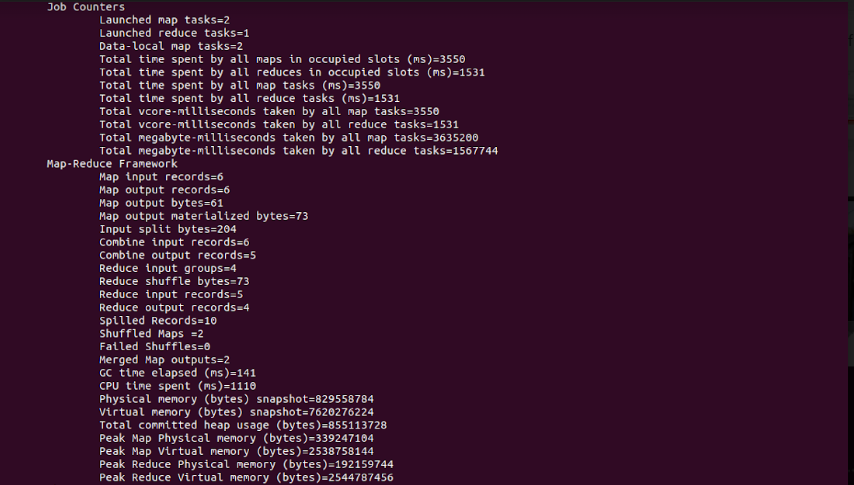 Job Counters
Launched map tasks=2
Launched reduce tasks=1
Data-local map tasks=2
Total time spent by all maps in occupied slots (ms)=3550
Total time spent by all reduces in occupied slots (ms)=1531
Total time spent by all map tasks (ms)=3550
Total time spent by all reduce tasks (ms)=1531
Total vcore-milliseconds taken by all map tasks=3550
Total vcore-milliseconds taken by all reduce tasks=1531
Total megabyte-milliseconds taken by all map tasks=3635200
Total megabyte-milliseconds taken by all reduce tasks=1567744
Map-Reduce Framework
Map input records=6
Map output records=6
Map output bytes=61
Map output materialized bytes=73
Input split bytes=204
Combine input records=6
Combine output records=5
Reduce input groups=4
Reduce shuffle bytes=73
Reduce input records=5
Reduce output records=4
Spilled Records=10
Shuffled Maps =2
Failed Shuffles=0
Merged Map outputs=2
GC time elapsed (ms)=141
CPU time spent (ms)=1110
Physical memory (bytes) snapshot=829558784
Virtual memory (bytes) snapshot=7620276224
Total committed heap usage (bytes)=855113728
Peak Map Physical memory (bytes)=339247104
Peak Map Virtual memory (bytes)=2538758144
Peak Reduce Physical memory (bytes)=192159744
Peak Reduce Virtual memory (bytes)=2544787456